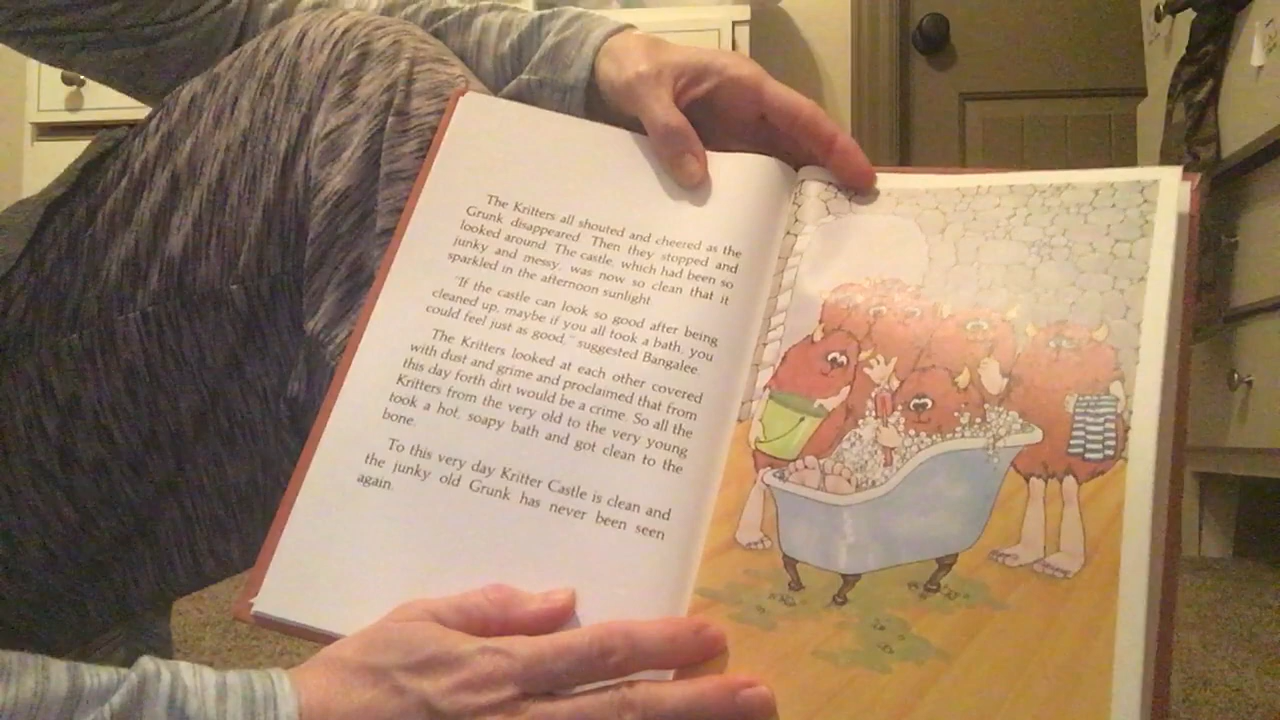 The Kritters all shouted and cheered as the
Grunk disappeared. Then they stopped and
looked around. The castle, which had been so
junky and messy, was now so clean that it
sparkled in the afternoon sunlight.
"If the castle can look so good after being
cleaned up, maybe if you all took a bath, you
could feel just as good," suggested Bangalee.
The Kritters looked at each other covered
with dust and grime and proclaimed that from
this day forth dirt would be a crime. So all the
Kritters from the very old to the very young
took a hot, soapy bath and got clean to the
bone.
To this very day Kritter Castle is clean and
the junky old Grunk has never been seen
again.